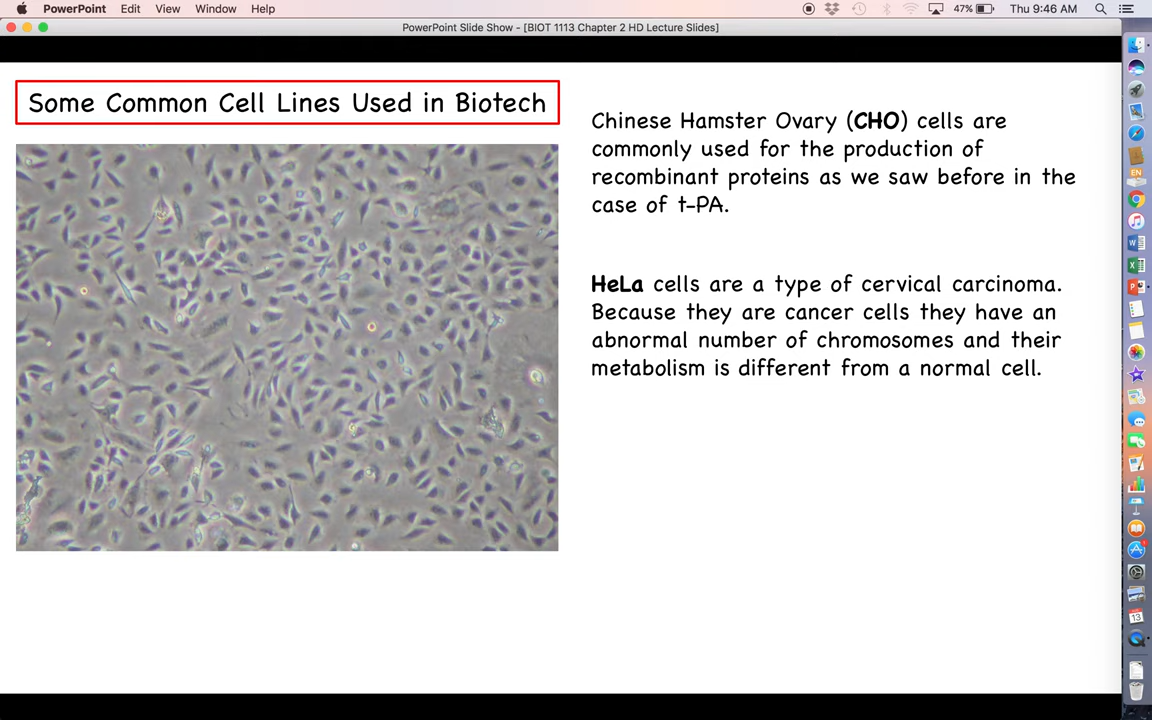 PowerPoint Edit View Window Help 47% Thu 9:46 AM
PowerPoint Slide Show - [BIOT 1113 Chapter 2 HD Lecture Slides]
Some Common Cell Lines Used in Biotech
Chinese Hamster Ovary (CHO) cells are
commonly used for the production of
recombinant proteins as we saw before in the
case of t-PA.
HeLa cells are a type of cervical carcinoma.
Because they are cancer cells they have an
abnormal number of chromosomes and their
metabolism is different from a normal cell.